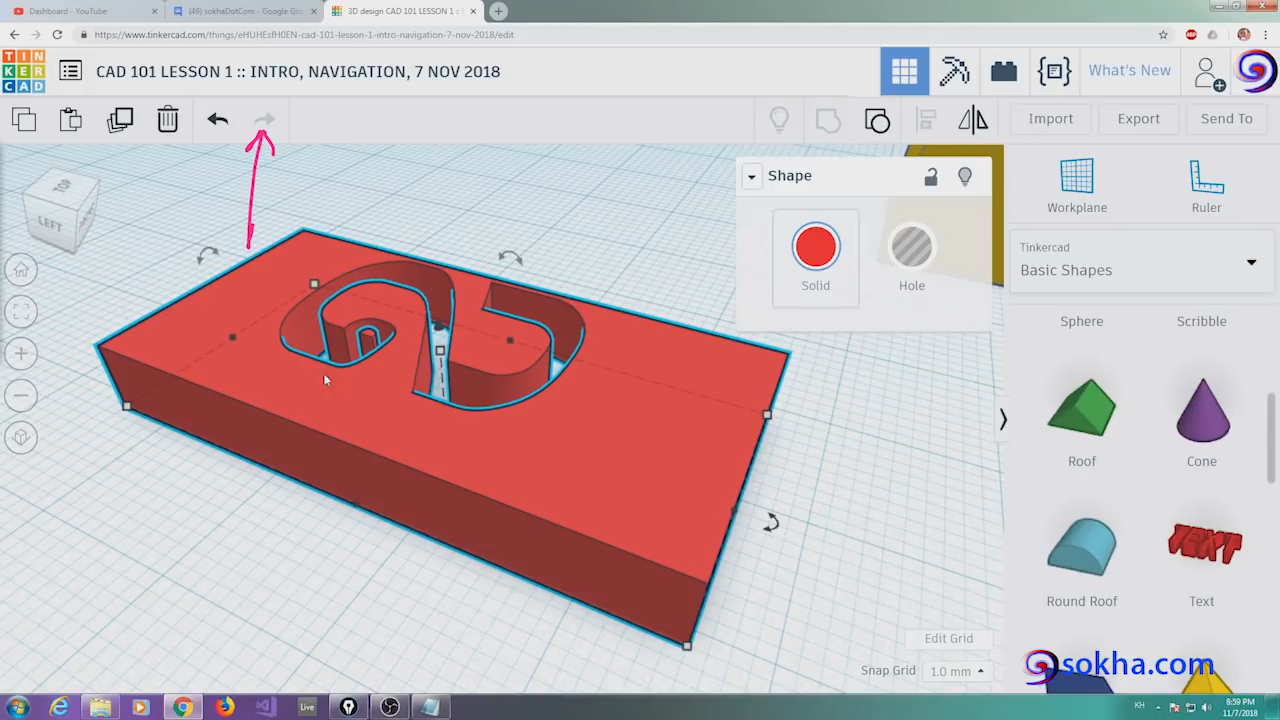 Dashboard - YouTube
(49) sokhaDotCom - Google Gr
3D design CAD 101 LESSON 1 ::
https://www.tinkercad.com/things/eHUHEsfH0EN-cad-101-lesson-1-intro-navigation-7-nov-2018/edit
TIN
KER
CAD
CAD 101 LESSON 1 :: INTRO, NAVIGATION, 7 NOV 2018
What's New
Import
Export
Send To
TOP
LEFT
Shape
Solid
Hole
Workplane
Ruler
Tinkercad
Basic Shapes
Sphere
Scribble
Roof
Cone
TEXT
Round Roof
Text
Edit Grid
Snap Grid
1.0 mm
sokha.com
Live
KH
8:59 PM
11/7/2018